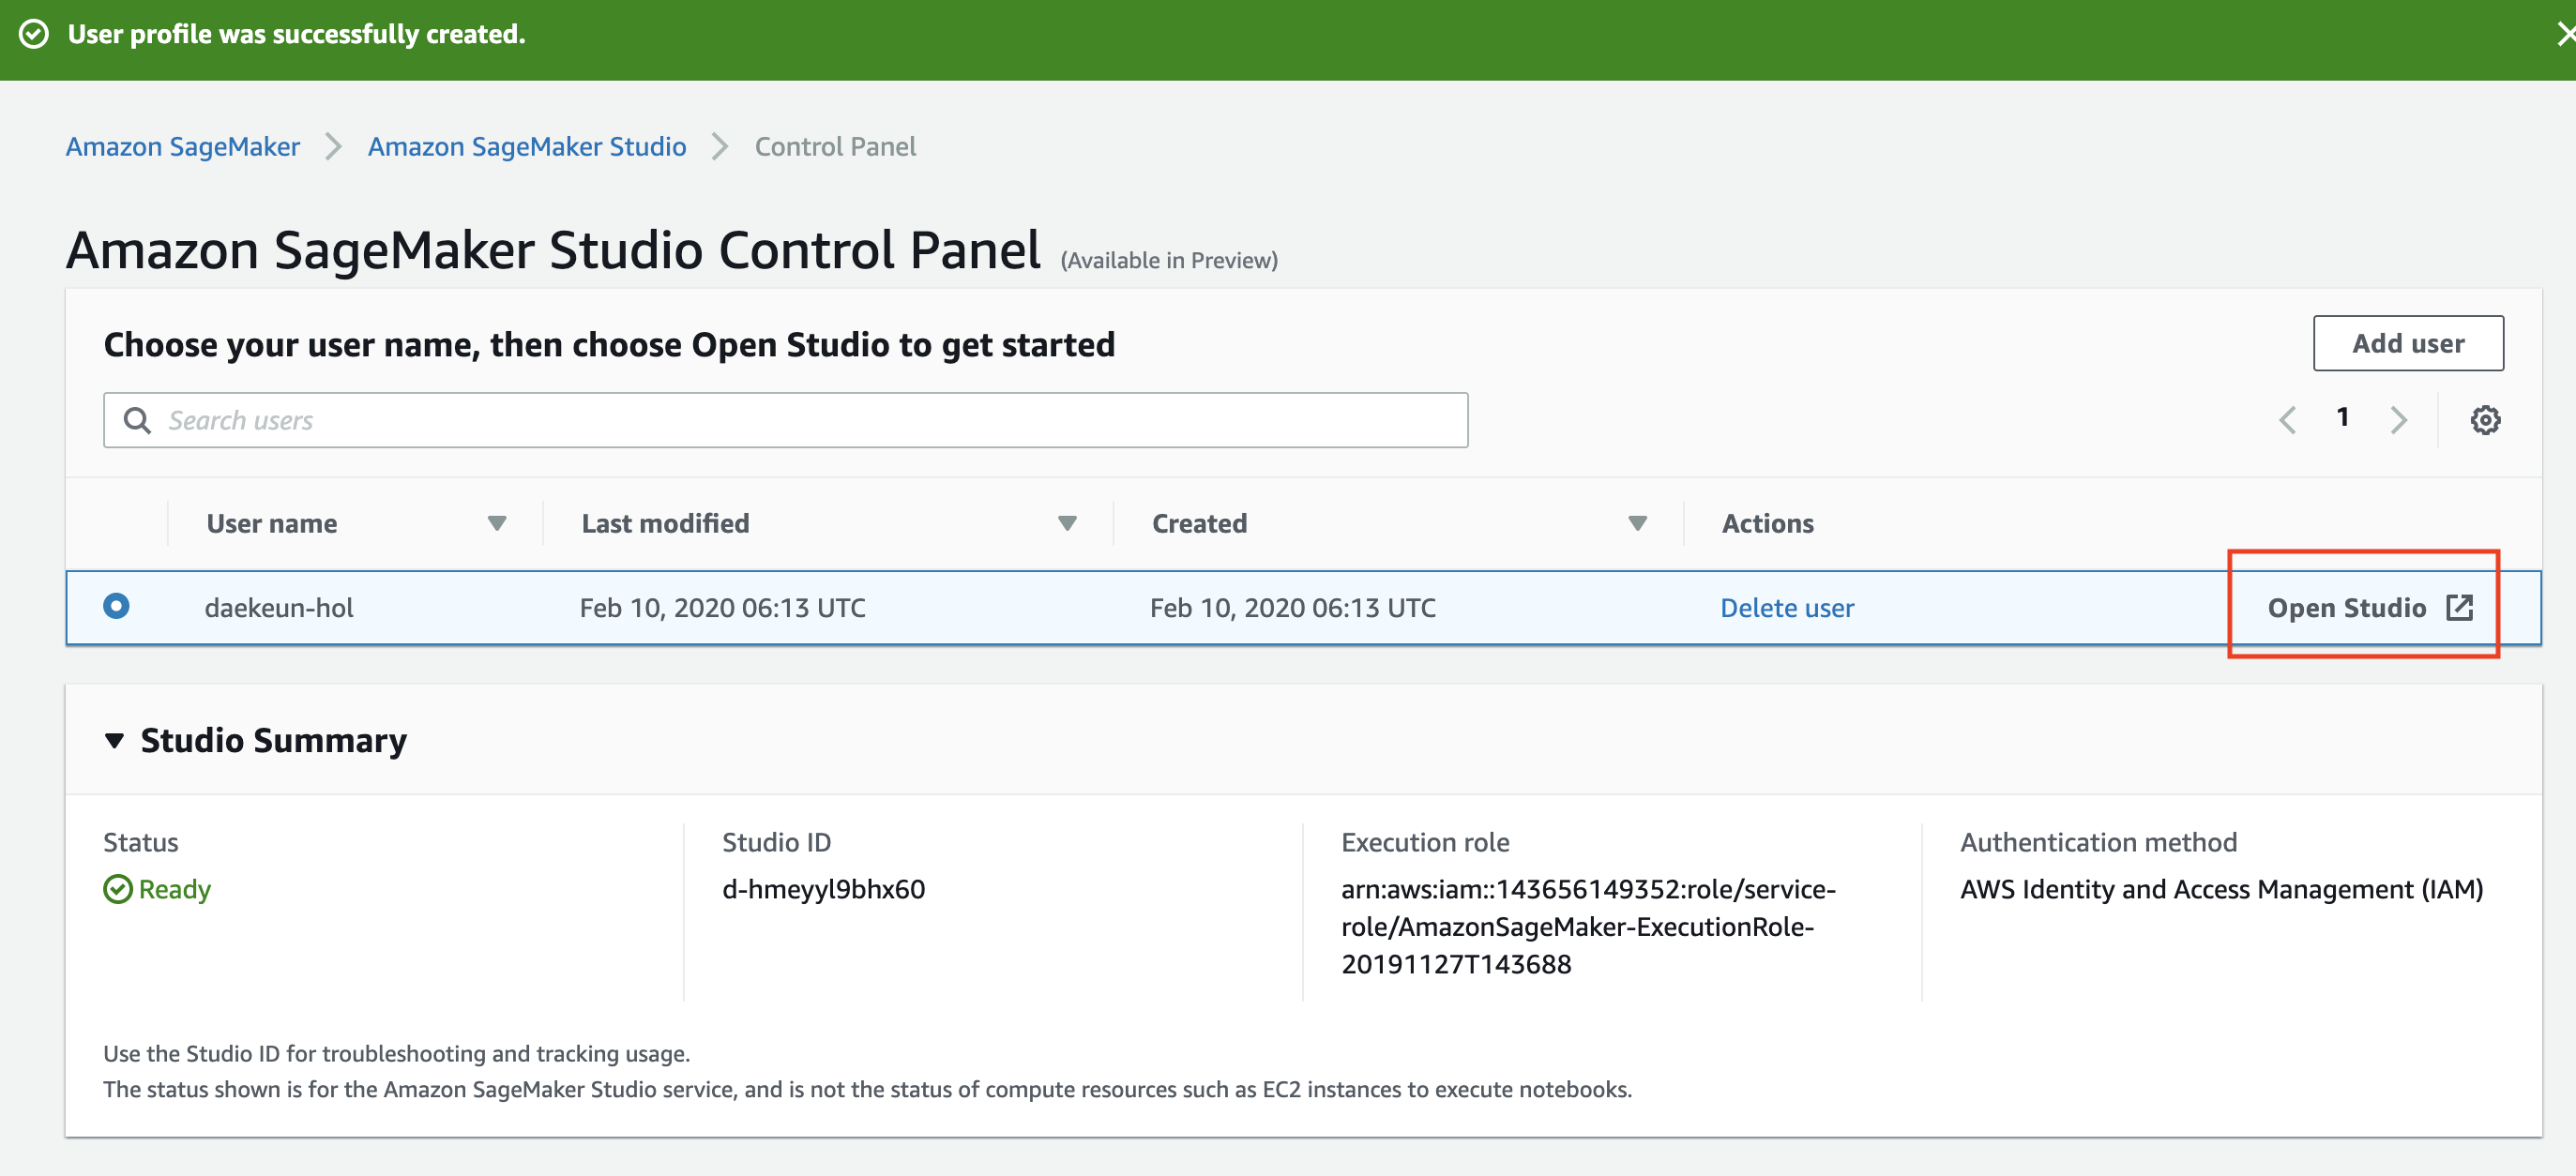 User profile was successfully created.
Amazon SageMaker Amazon SageMaker Studio Control Panel
Amazon SageMaker Studio Control Panel (Available in Preview)
Choose your user name, then choose Open Studio to get started
Add user
Search users
1
User name Last modified Created Actions
daekeun-hol Feb 10, 2020 06:13 UTC Feb 10, 2020 06:13 UTC Delete user Open Studio
Studio Summary
Status
Ready
Studio ID
d-hmeyyl9bhx60
Execution role
arn:aws:iam::143656149352:role/service-
role/AmazonSageMaker-ExecutionRole-
20191127T143688
Authentication method
AWS Identity and Access Management (IAM)
Use the Studio ID for troubleshooting and tracking usage.
The status shown is for the Amazon SageMaker Studio service, and is not the status of compute resources such as EC2 instances to execute notebooks.